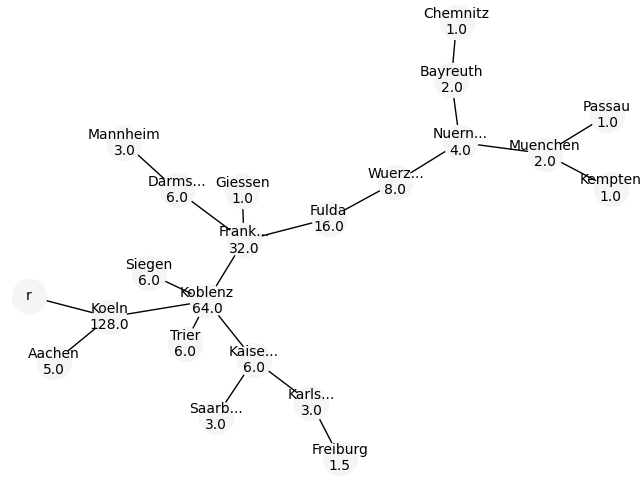 Chemnitz
1.0
Bayreuth
2.0
Passau
1.0
Mannheim
3.0
Nuern...
4.0
Muenchen
2.0
Wuerz...
8.0
Kempten
1.0
Darms...
6.0
Giessen
1.0
Fulda
16.0
Frank...
32.0
Siegen
6.0
Koblenz
64.0
r
Koeln
128.0
Trier
6.0
Aachen
5.0
Kaise...
6.0
Karls...
3.0
Saarb...
3.0
Freiburg
1.5